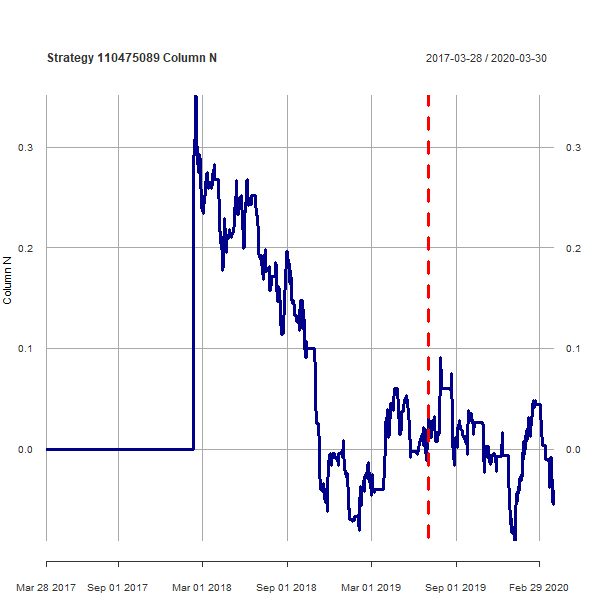 Strategy 110475089 Column N
2017-03-28 / 2020-03-30
Column N
0.3
0.2
0.1
0.0
0.3
0.2
0.1
0.0
Mar 28 2017
Sep 01 2017
Mar 01 2018
Sep 01 2018
Mar 01 2019
Sep 01 2019
Feb 29 2020